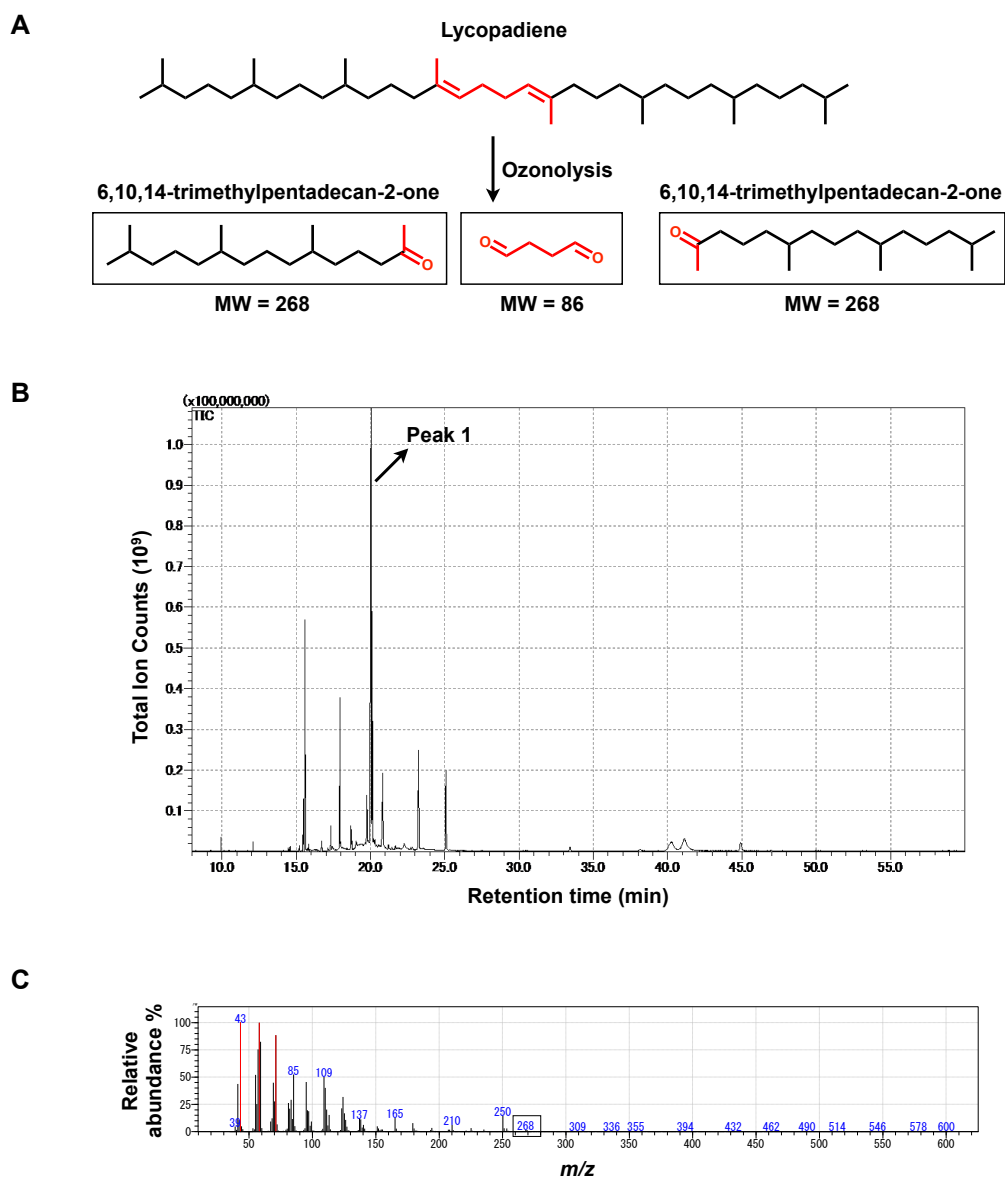 A
Lycopadiene
Ozonolysis
6,10,14-trimethylpentadecan-2-one
6,10,14-trimethylpentadecan-2-one
O
O
O
O
MW = 268
MW = 86
MW = 268
B
(x100,000,000)
TIC
Peak 1
1.0
0.9
0.8
0.7
0.6
0.5
0.4
0.3
0.2
0.1
Total Ion Counts (10⁹)
10.0 15.0 20.0 25.0 30.0 35.0 40.0 45.0 50.0 55.0
Retention time (min)
C
Relative
abundance %
100
75
50
25
0
43
85
109
39
137
165
210
250
268
309 336 355 394 432 462 490 514 546 578 600
50 100 150 200 250 300 350 400 450 500 550 600
m/z